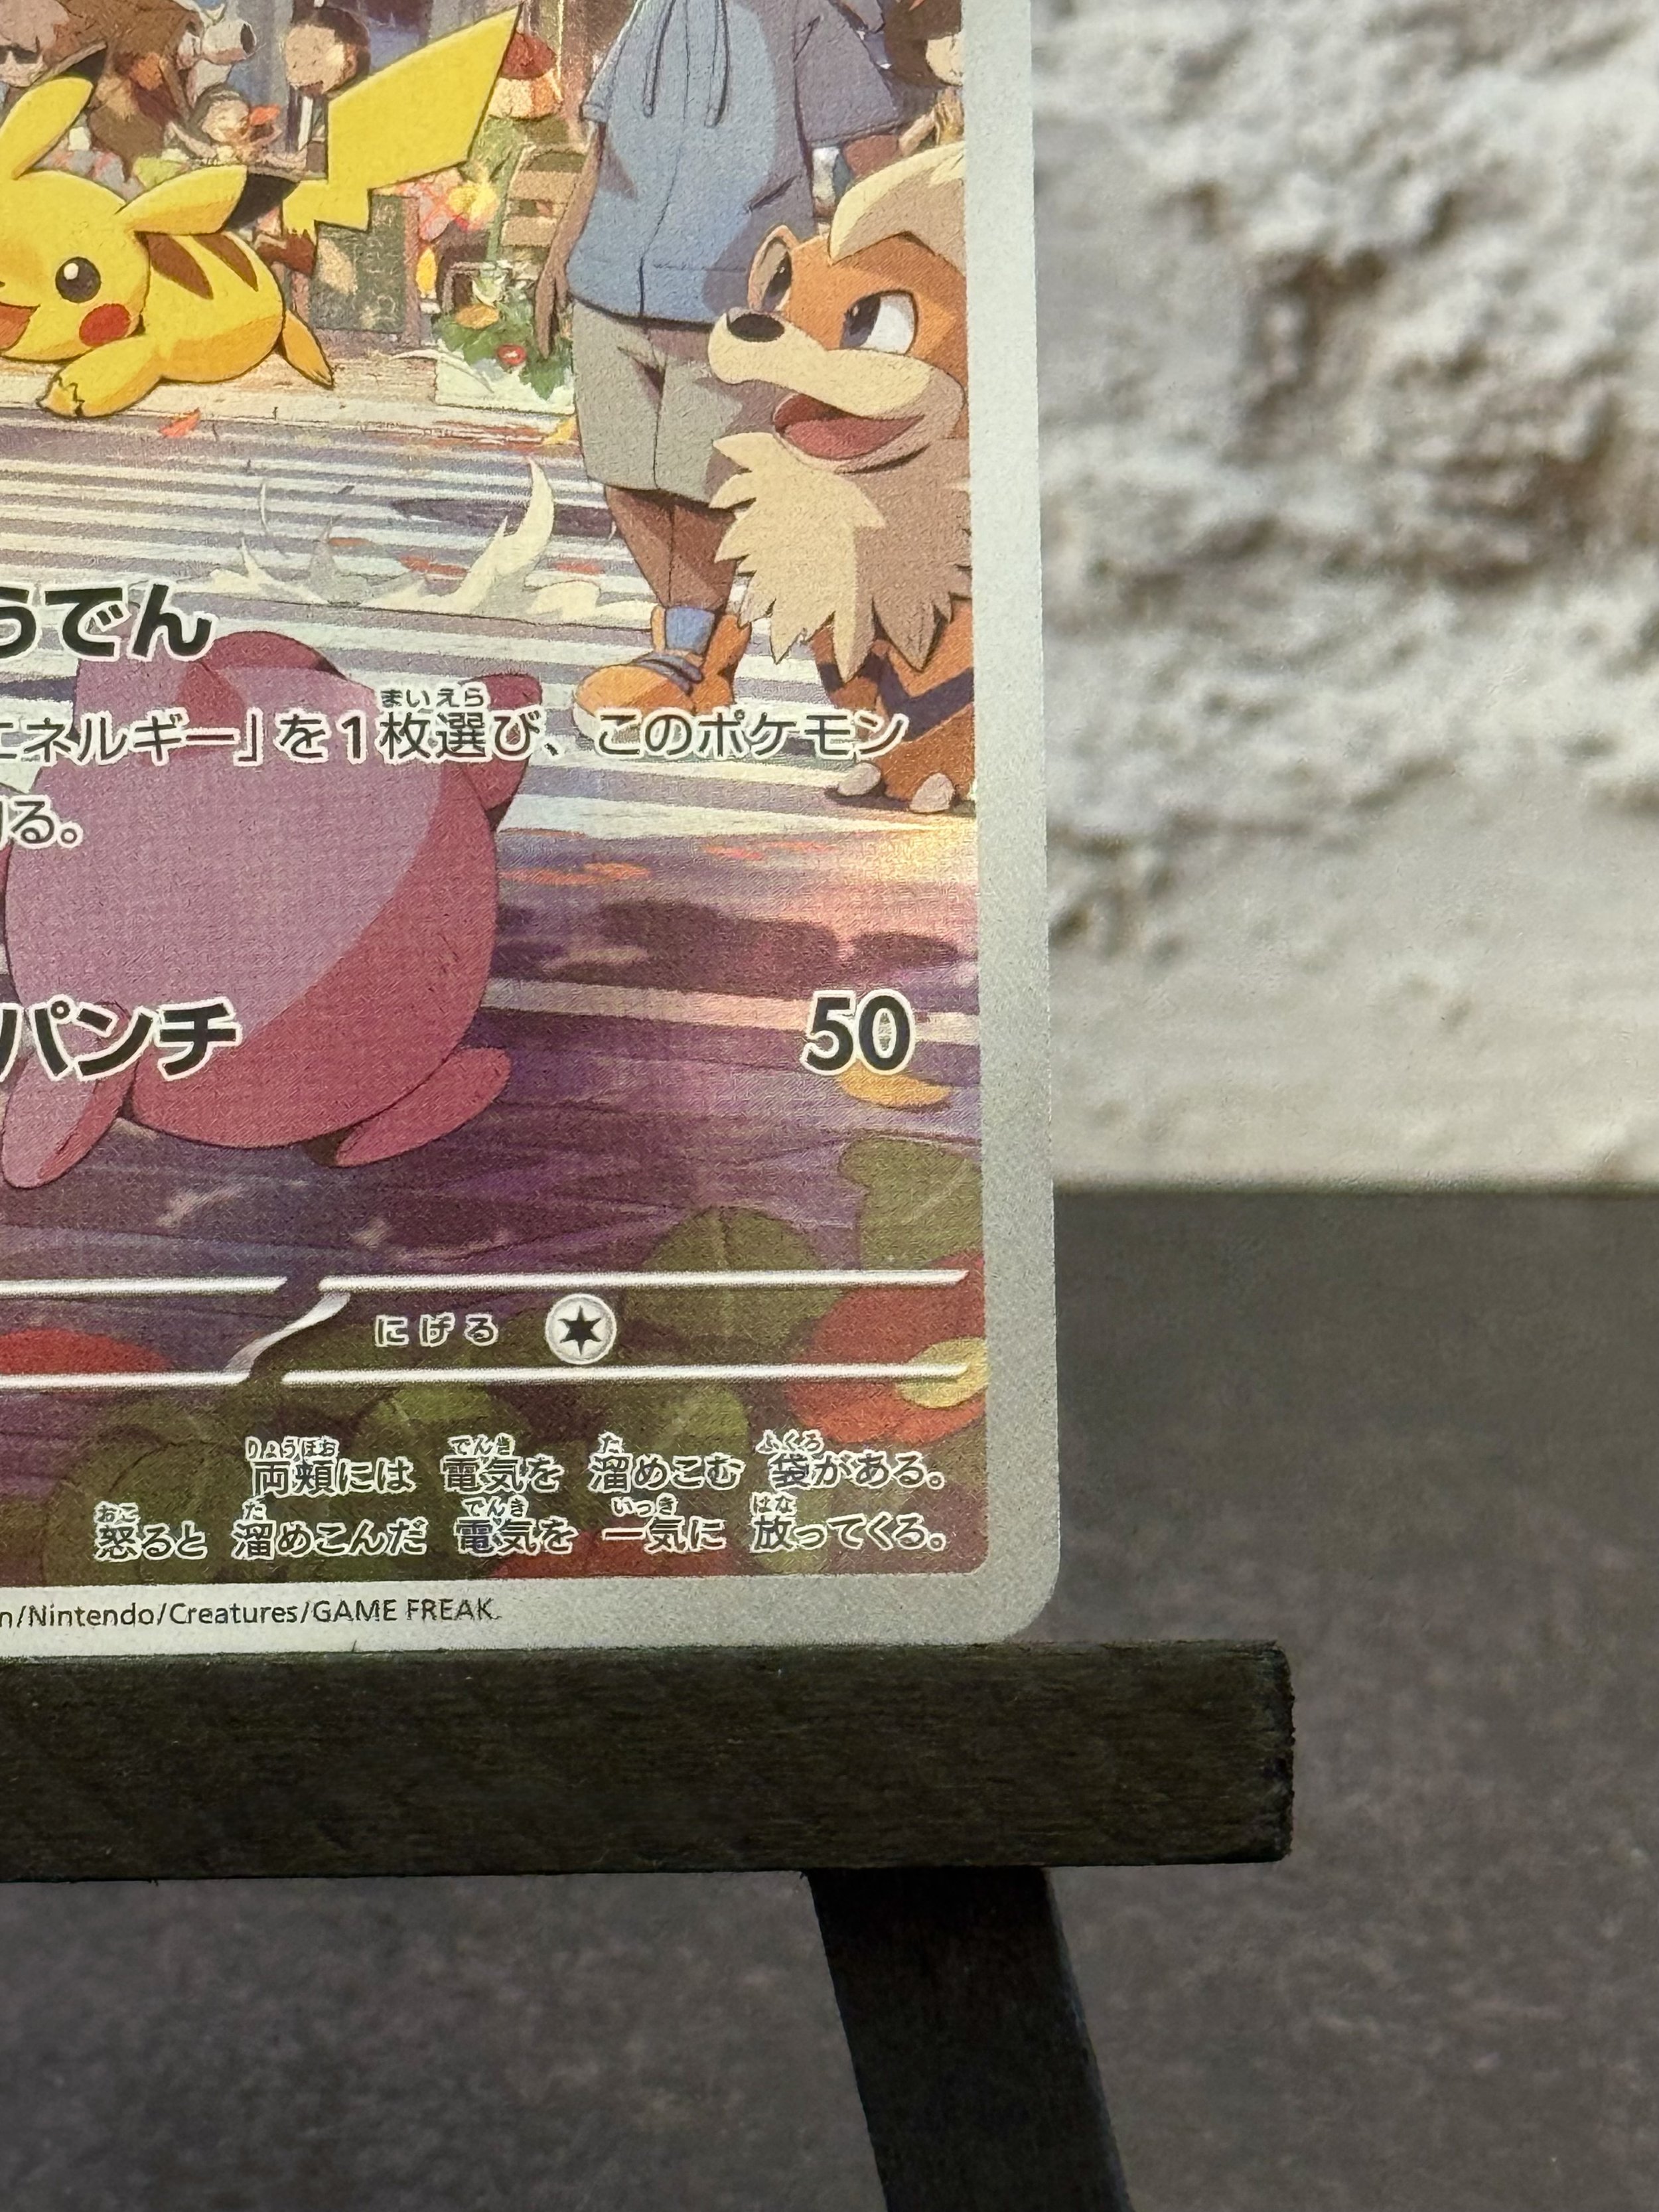 うでん
エネルギー」を1枚選び、このポケモン
まいえら
る。
パンチ 50
にげる
りょうほお でんき た ふくろ
両頬には 電気を 溜めこむ 袋がある。
おこ た でんき いっき はな
怒ると 溜めこんだ 電気を 一気に 放ってくる。
n/Nintendo/Creatures/GAME FREAK.